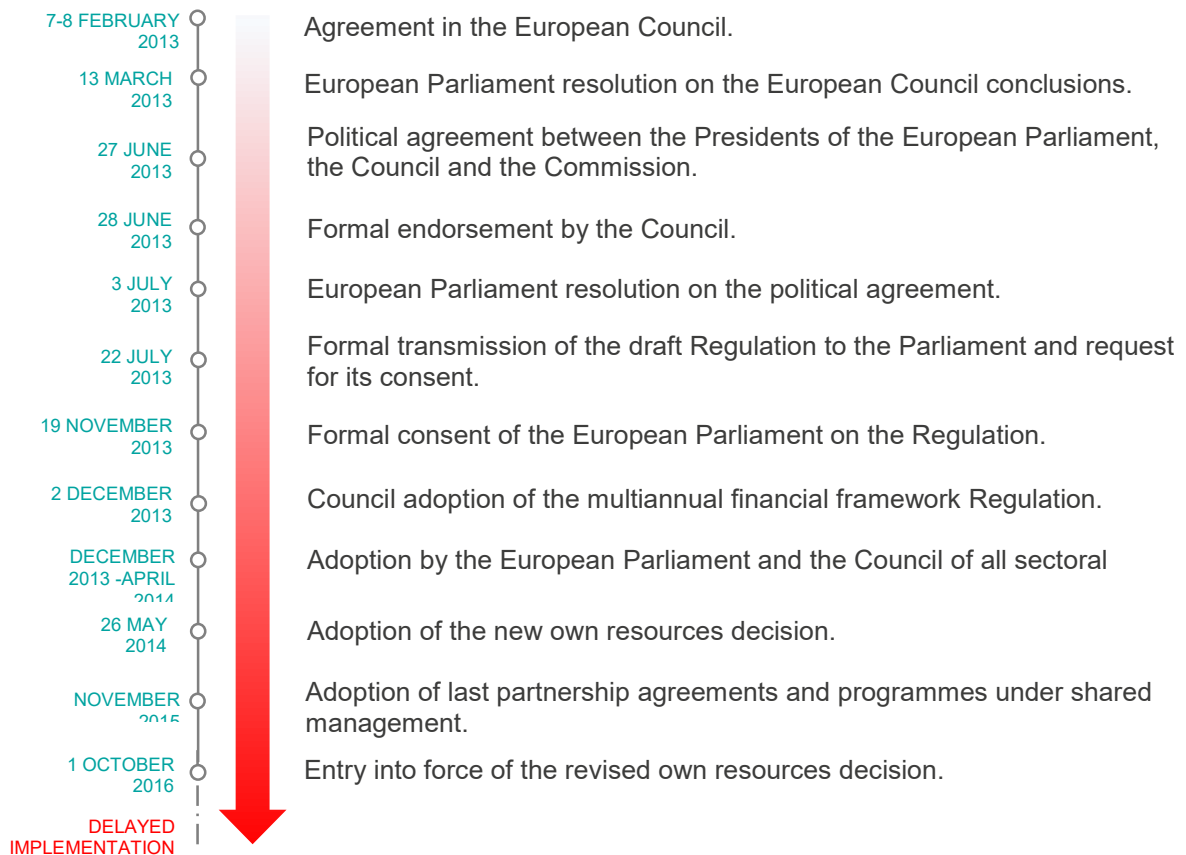 7-8 FEBRUARY
2013
Agreement in the European Council.
13 MARCH
2013
European Parliament resolution on the European Council conclusions.
27 JUNE
2013
Political agreement between the Presidents of the European Parliament,
the Council and the Commission.
28 JUNE
2013
Formal endorsement by the Council.
3 JULY
2013
European Parliament resolution on the political agreement.
22 JULY
2013
Formal transmission of the draft Regulation to the Parliament and request
for its consent.
19 NOVEMBER
2013
Formal consent of the European Parliament on the Regulation.
2 DECEMBER
2013
Council adoption of the multiannual financial framework Regulation.
DECEMBER
2013 -APRIL
2014
Adoption by the European Parliament and the Council of all sectoral
26 MAY
2014
Adoption of the new own resources decision.
NOVEMBER
2015
Adoption of last partnership agreements and programmes under shared
management.
1 OCTOBER
2016
Entry into force of the revised own resources decision.
DELAYED
IMPLEMENTATION